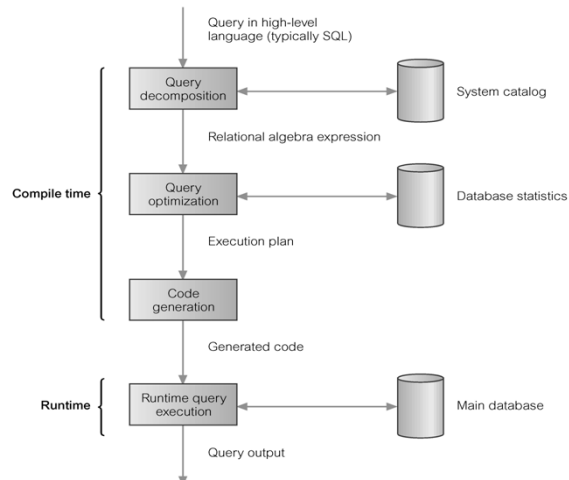 Query in high-level
language (typically SQL)
Query
decomposition
System catalog
Relational algebra expression
Compile time
Query
optimization
Database statistics
Execution plan
Code
generation
Generated code
Runtime
Runtime query
execution
Main database
Query output